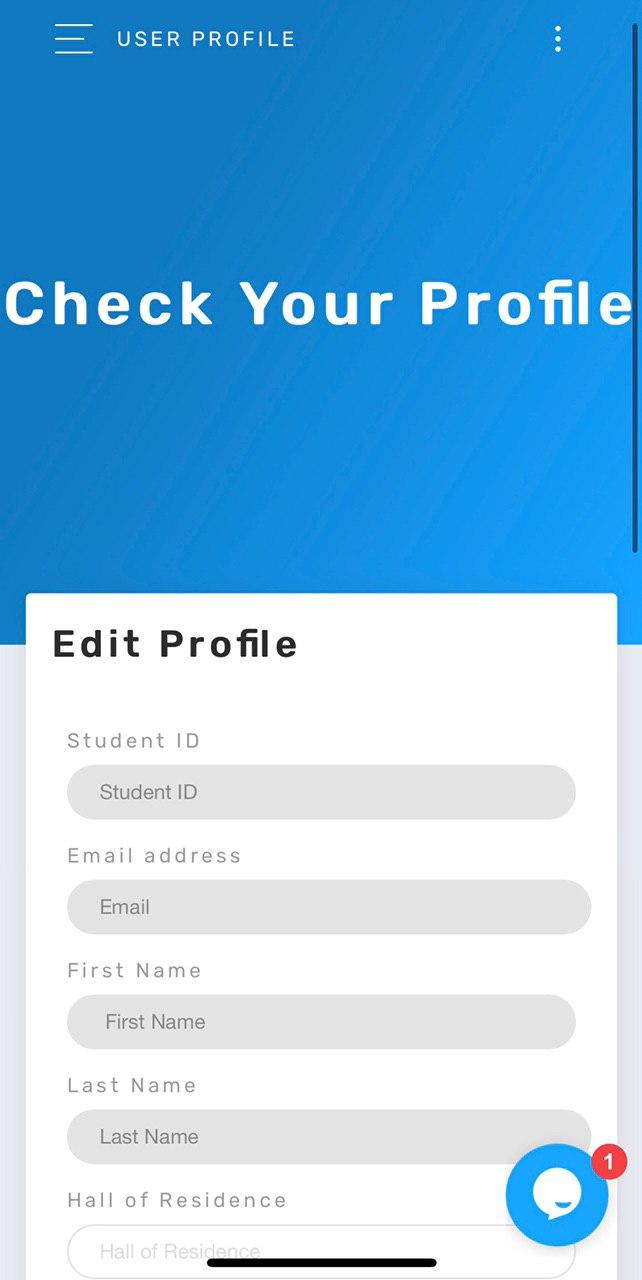 USER PROFILE
Check Your Profile
Edit Profile
Student ID
Student ID
Email address
Email
First Name
First Name
Last Name
Last Name
1
Hall of Residence
Hall of Residence